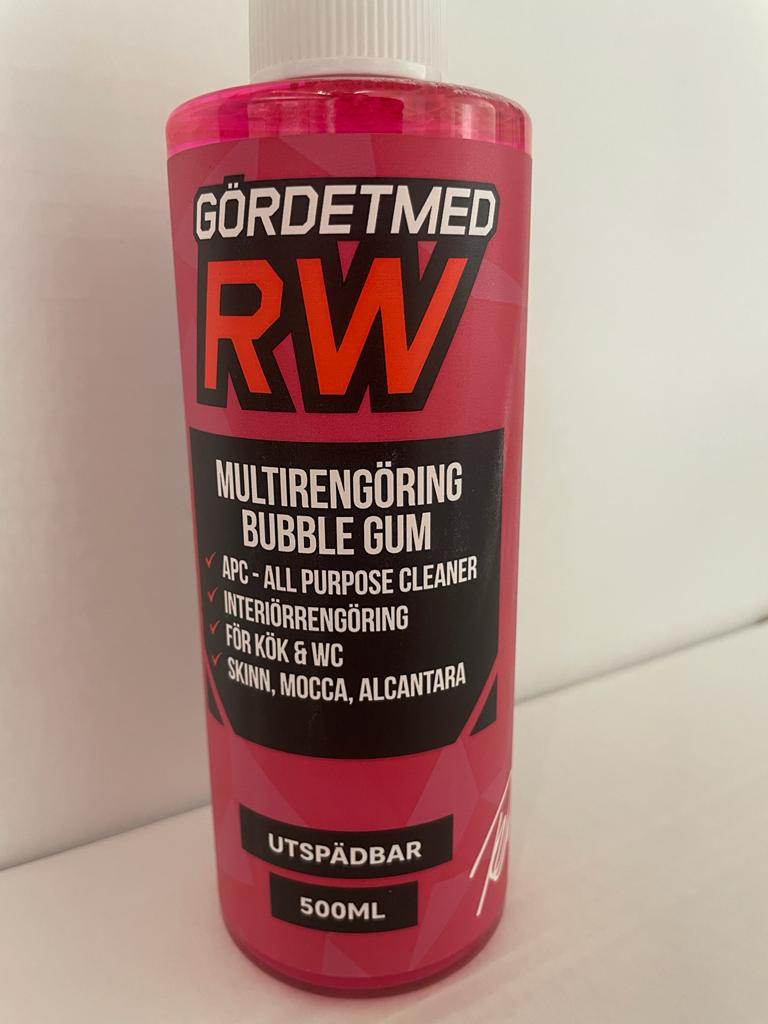 GÖRDETMED
RW
MULTIRENGÖRING
BUBBLE GUM
APC - ALL PURPOSE CLEANER
INTERIÖRRENGÖRING
FÖR KÖK & WC
SKINN, MOCCA, ALCANTARA
UTSPÄDBAR
500ML